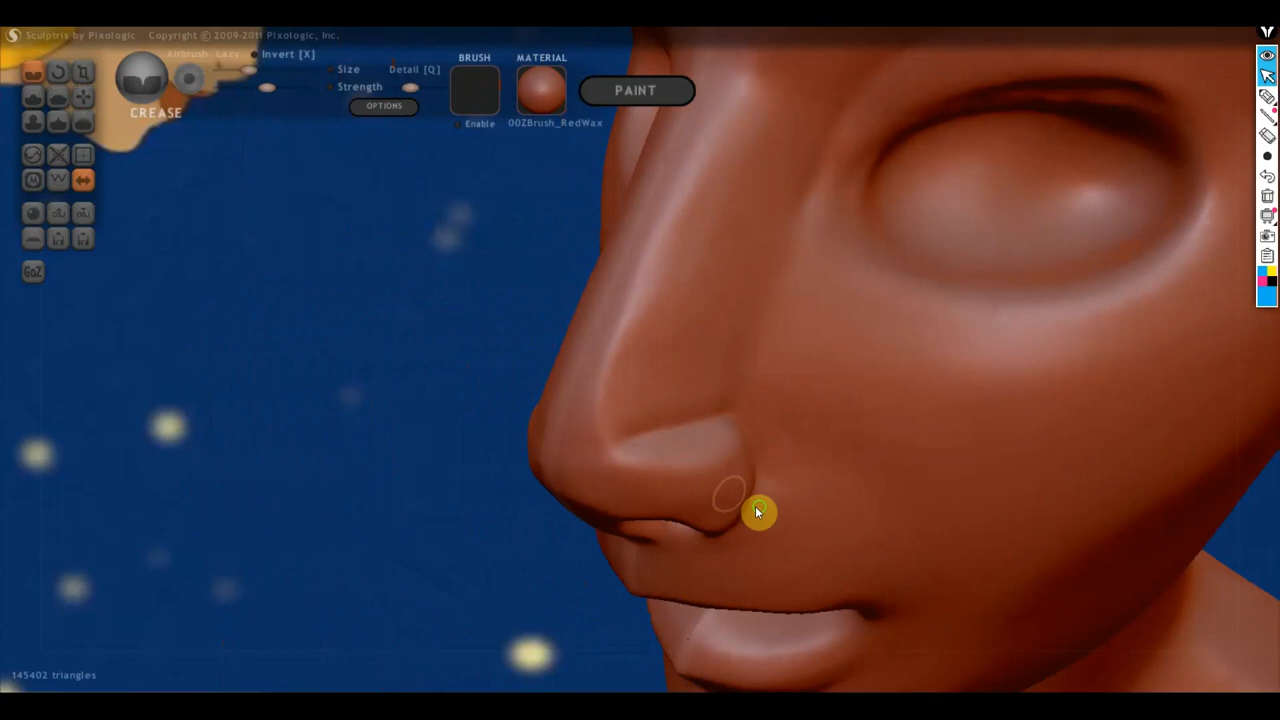 Sculptris by Pixologic Copyright © 2009-2011 Pixologic, Inc.
Airbrush Lazy Invert [X]
Size Detail [Q]
Strength
OPTIONS
CREASE
BRUSH
Enable
MATERIAL
00ZBrush_RedWax
PAINT
GoZ
145402 triangles